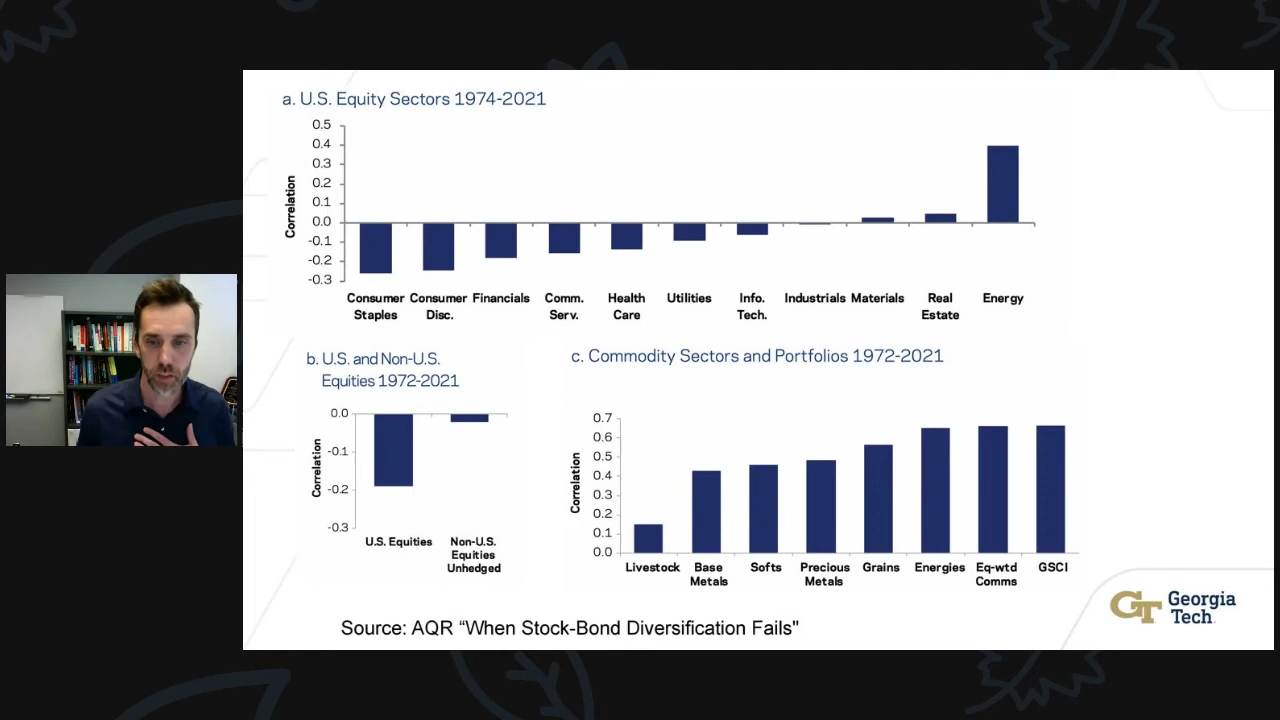 a. U.S. Equity Sectors 1974-2021
Correlation
0.5
0.4
0.3
0.2
0.1
0.0
-0.1
-0.2
-0.3
Consumer Staples
Consumer Disc.
Financials
Comm. Serv.
Health Care
Utilities
Info. Tech.
Industrials
Materials
Real Estate
Energy
b. U.S. and Non-U.S.
Equities 1972-2021
Correlation
0.0
-0.1
-0.2
-0.3
U.S. Equities
Non-U.S.
Equities
Unhedged
c. Commodity Sectors and Portfolios 1972-2021
Correlation
0.7
0.6
0.5
0.4
0.3
0.2
0.1
0.0
Livestock
Base Metals
Softs
Precious Metals
Grains
Energies
Eq-wtd Comms
GSCI
Source: AQR “When Stock-Bond Diversification Fails"
GT Georgia
Tech